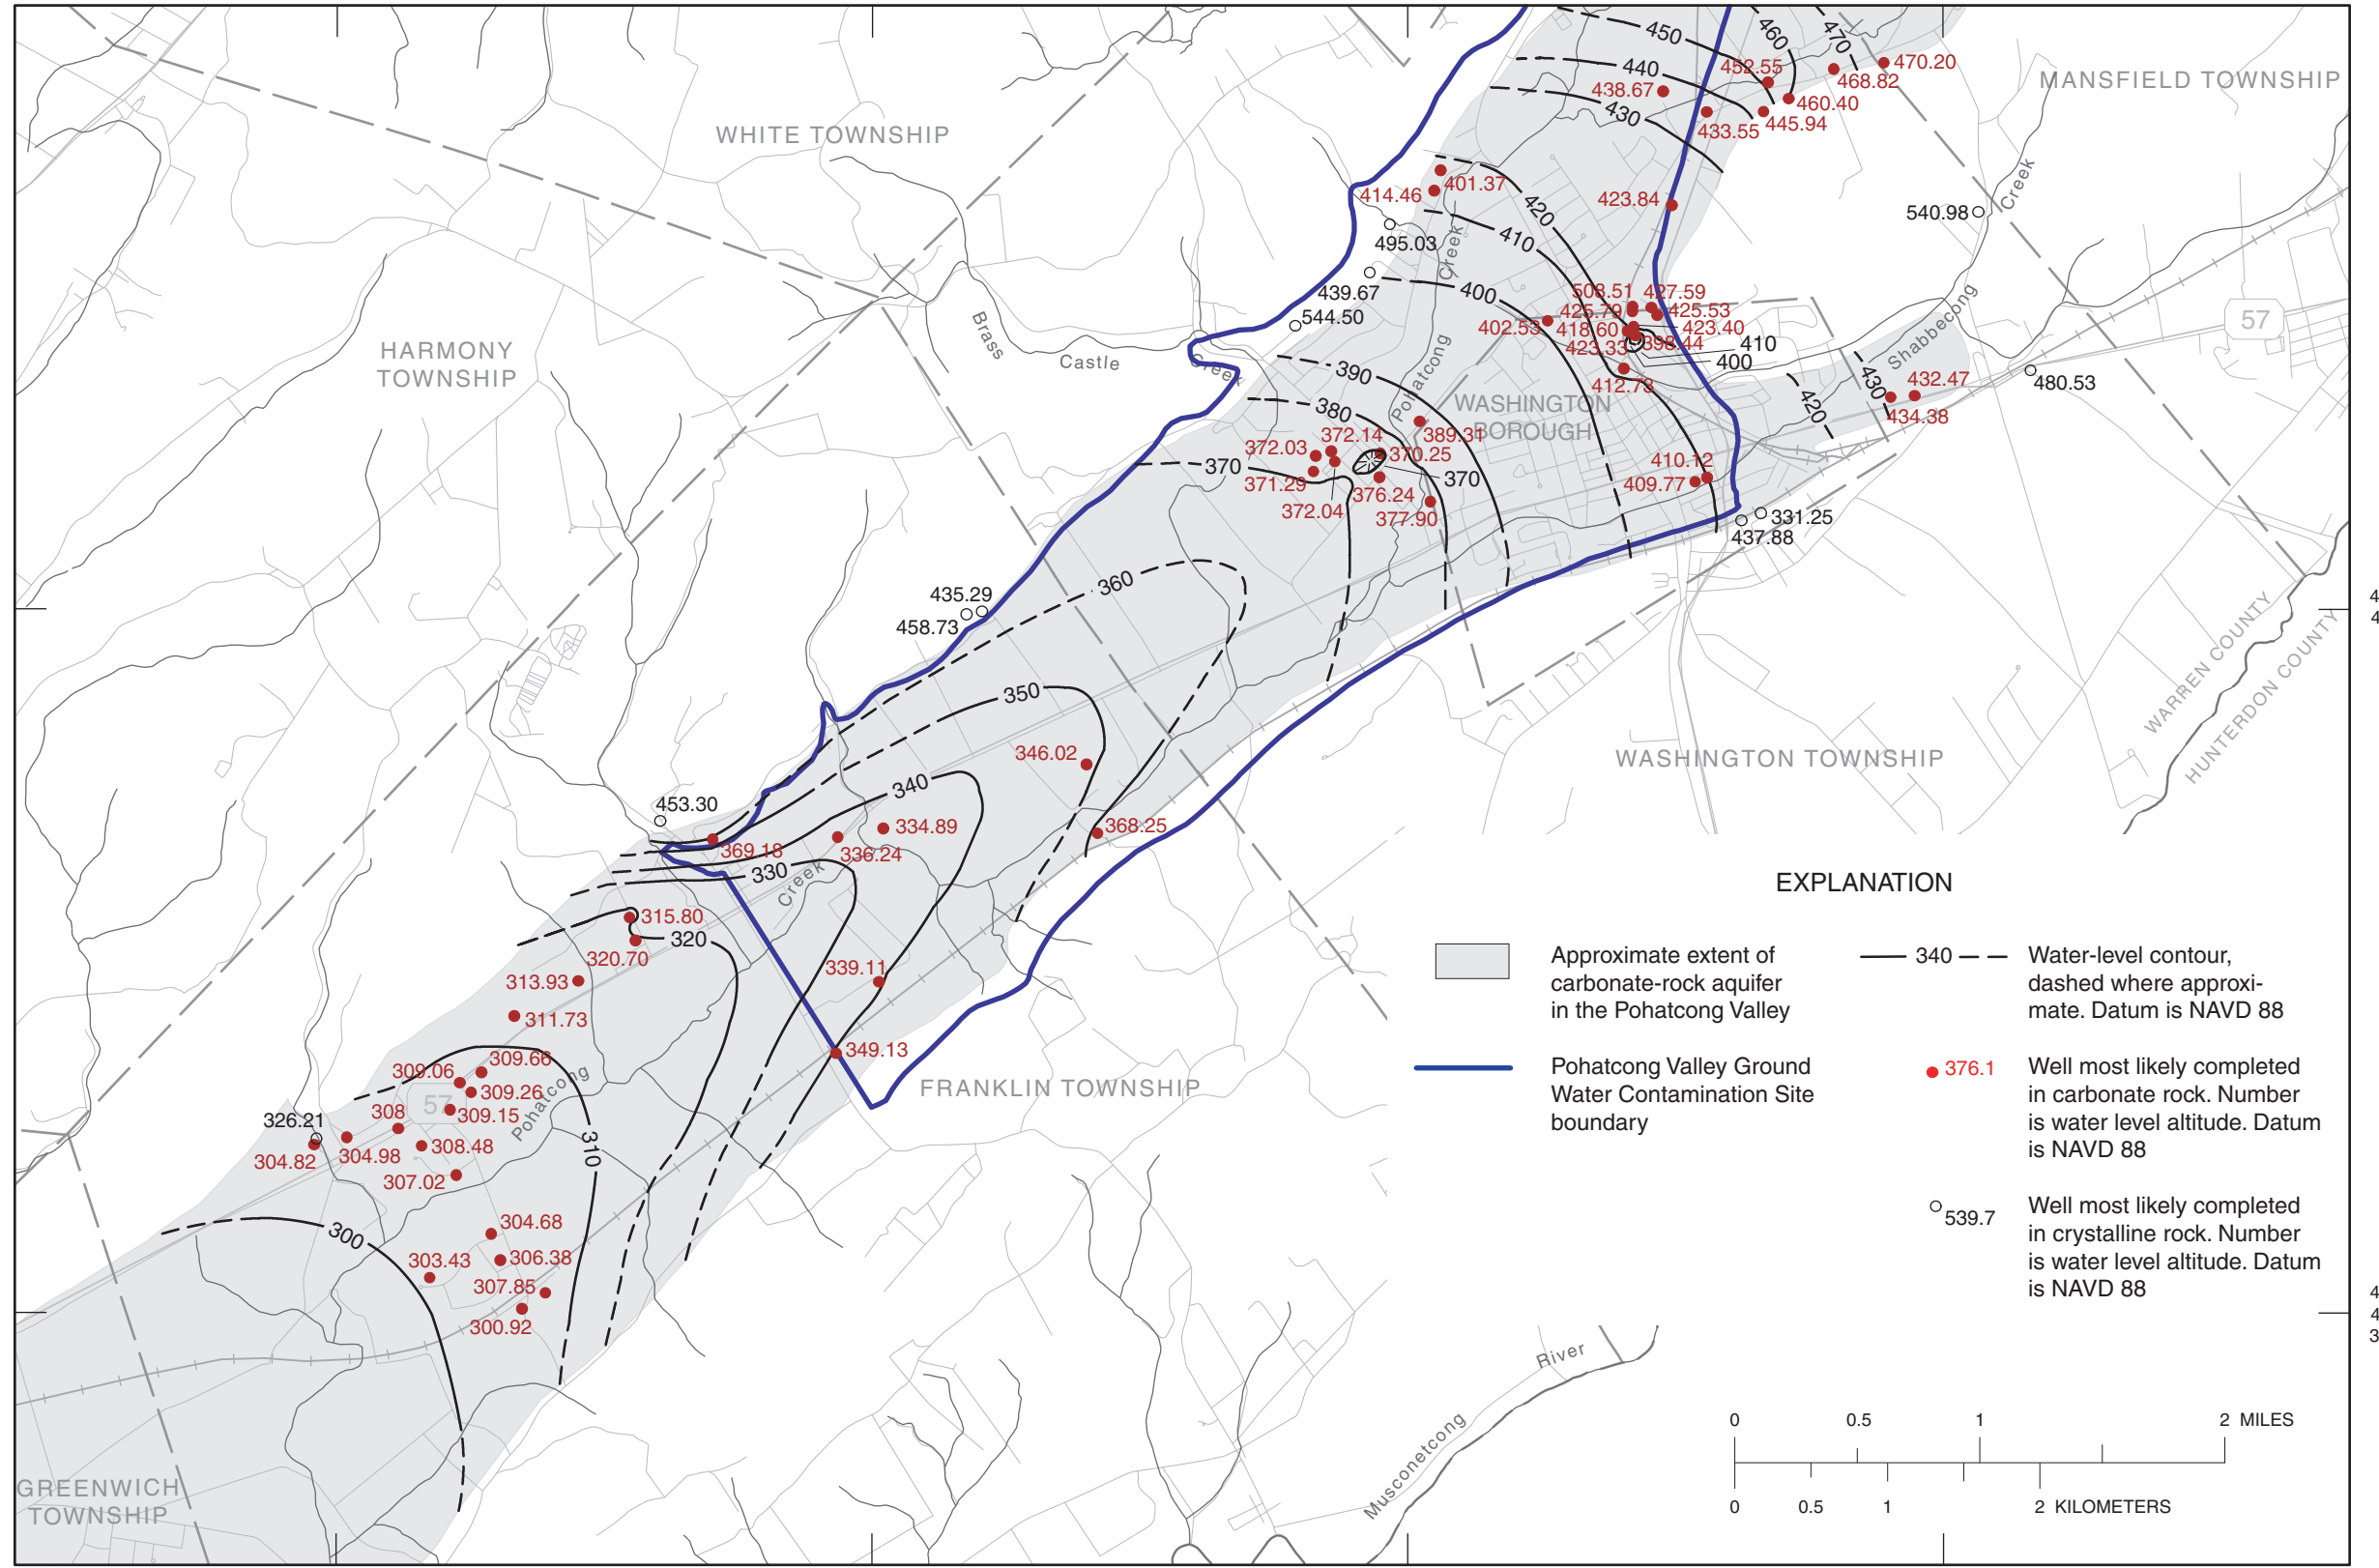 450
460
470
470.20
440
452.55
468.82
MANSFIELD TOWNSHIP
438.67
460.40
430
433.55
445.94
WHITE TOWNSHIP
401.37
414.46
420
423.84
Creek
540.98
495.03
410
Creek
439.67
400
508.51
427.59
425.79
425.53
544.50
402.53
418.60
423.40
423.33
398.44
410
400
57
Shabbecong
HARMONY
TOWNSHIP
Brass
Castle
Creek
390
Pohatcong
412.73
430
432.47
480.53
380
WASHINGTON
BOROUGH
420
434.38
372.14
389.31
372.03
370.25
370
410.12
371.29
370
409.77
376.24
372.04
377.90
331.25
437.88
360
435.29
458.73
WARREN COUNTY
HUNTERDON COUNTY
350
346.02
WASHINGTON TOWNSHIP
340
453.30
334.89
368.25
369.18
336.24
330
Creek
EXPLANATION
315.80
320
320.70
339.11
313.93
311.73
Approximate extent of
carbonate-rock aquifer
in the Pohatcong Valley
340
Water-level contour,
dashed where approxi-
mate. Datum is NAVD 88
349.13
309.66
309.06
309.26
57
309.15
308
Pohatcong
FRANKLIN TOWNSHIP
Pohatcong Valley Ground
Water Contamination Site
boundary
376.1
Well most likely completed
in carbonate rock. Number
is water level altitude. Datum
is NAVD 88
326.21
304.82
304.98
308.48
310
307.02
539.7
Well most likely completed
in crystalline rock. Number
is water level altitude. Datum
is NAVD 88
300
304.68
303.43
306.38
307.85
300.92
River
Musconetcong
0 0.5 1 2 MILES
0 0.5 1 2 KILOMETERS
GREENWICH
TOWNSHIP
4
4
4
4
3